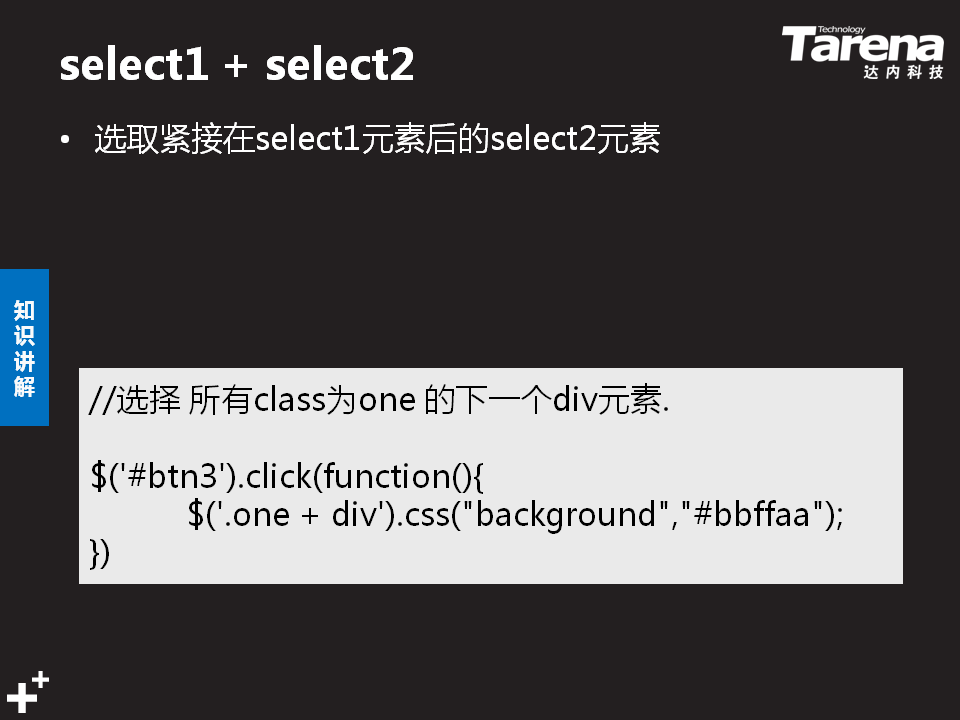 Technology
Tarena
达内科技
select1 + select2
• 选取紧接在select1元素后的select2元素
知识讲解
//选择 所有class为one 的下一个div元素.
$('#btn3').click(function(){
$('.one + div').css("background","#bbffaa");
})